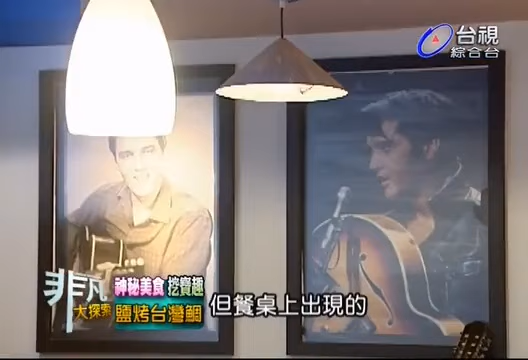 台視
綜合台
非凡
大探索
神秘美食挖寶趣
鹽烤台灣鯛
但餐桌上出現的